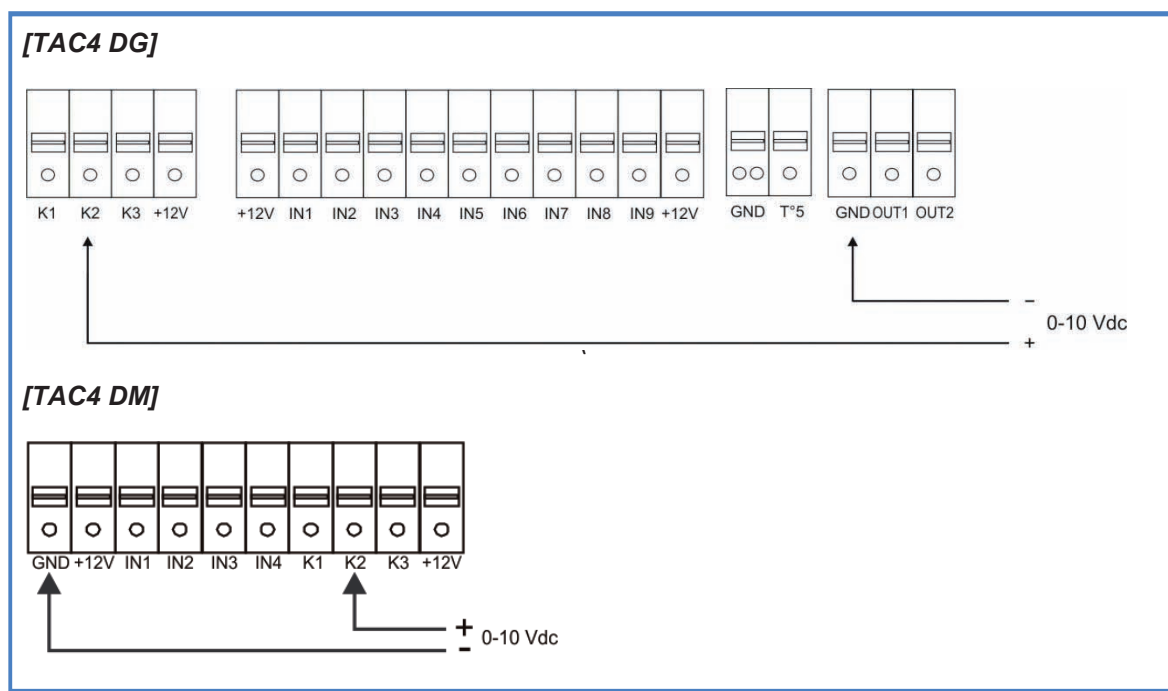 [TAC4 DG]
K1 K2 K3 +12V +12V IN1 IN2 IN3 IN4 IN5 IN6 IN7 IN8 IN9 +12V GND T°5 GND OUT1 OUT2
−
0-10 Vdc
+
[TAC4 DM]
GND +12V IN1 IN2 IN3 IN4 K1 K2 K3 +12V
+
0-10 Vdc
-